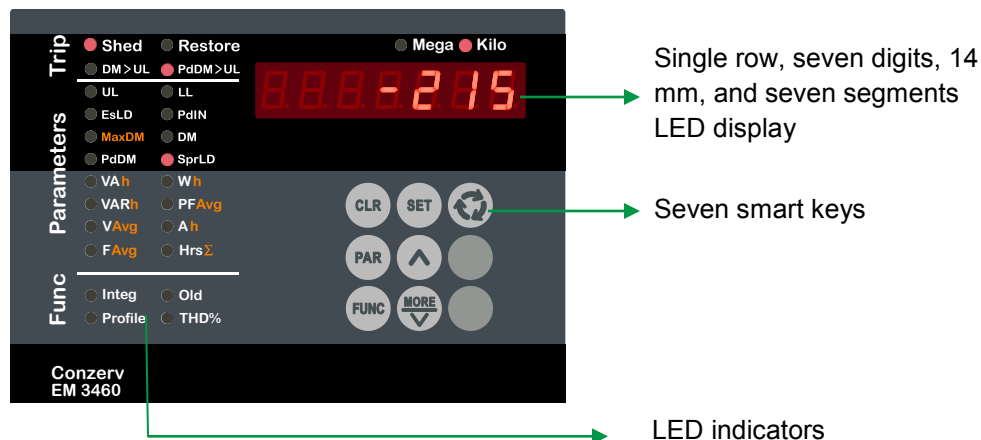 Trip
Shed Restore
DM>UL PdDM>UL
Mega Kilo
-215
Parameters
UL LL
EsLD PdIN
MaxDM DM
PdDM SprLD
VAh Wh
VARh PFAvg
VAvg Ah
FAvg HrsΣ
Func
Integ Old
Profile THD%
CLR SET
PAR
FUNC MORE
Conzerv
EM 3460
Single row, seven digits, 14
mm, and seven segments
LED display
Seven smart keys
LED indicators